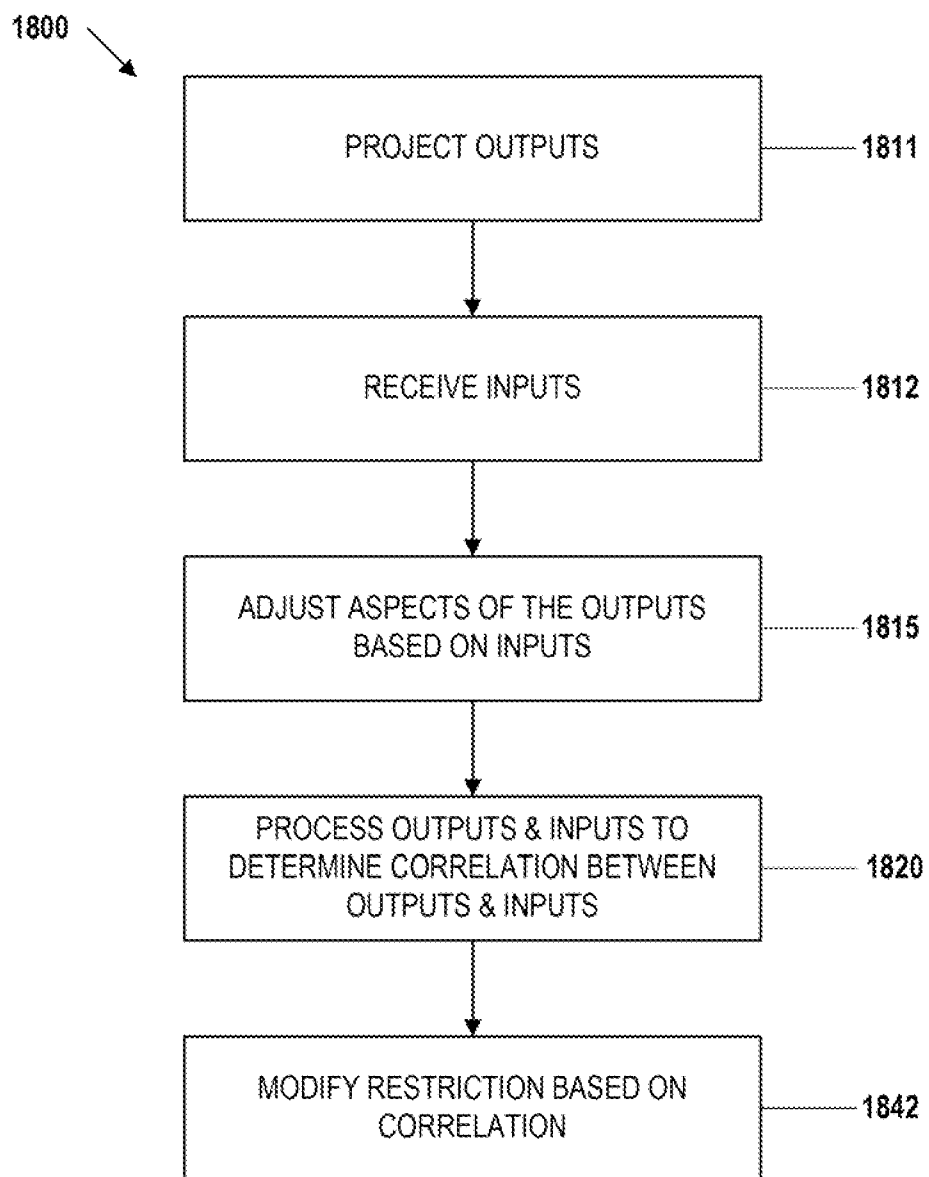 1800
PROJECT OUTPUTS
1811
RECEIVE INPUTS
1812
ADJUST ASPECTS OF THE OUTPUTS
BASED ON INPUTS
1815
PROCESS OUTPUTS & INPUTS TO
DETERMINE CORRELATION BETWEEN
OUTPUTS & INPUTS
1820
MODIFY RESTRICTION BASED ON
CORRELATION
1842